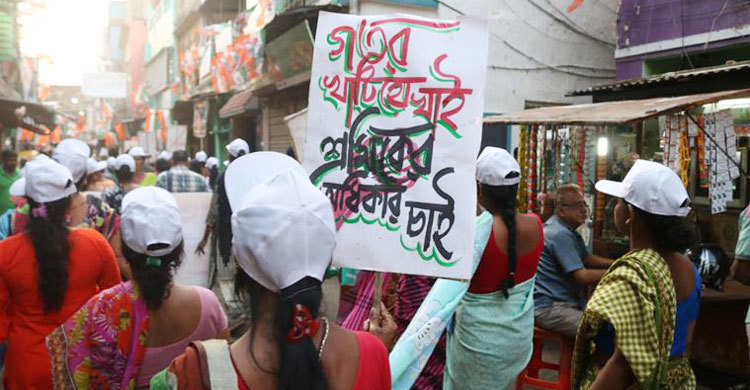 গতর
খাটিয়ে খাই
শ্রমিকের
অধিকার চাই